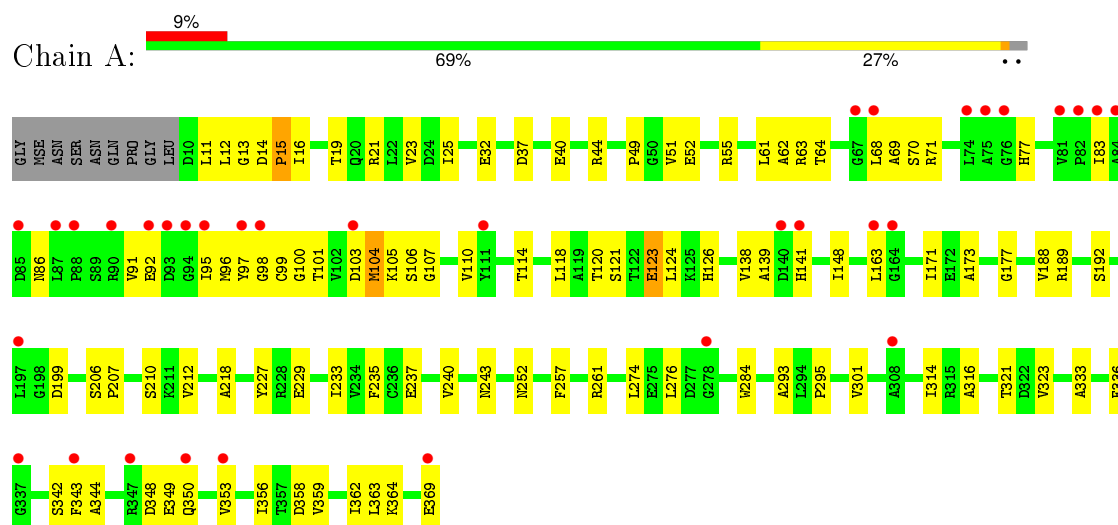 9%
Chain A:
69% 27% • •
GLY MSE ASN SER ASN GLN PRO GLY LEU D10 L11 L12 G13 D14 P15 I16 T19 Q20 R21 L22 V23 D24 I25 E32 D37 E40 R44 P49 G50 V51 E52 R55 L61 A62 R63 T64 G67 L68 A69 S70 R71 L74 A75 G76 H77 V81 P82 I83 A84
D85 N86 L87 P88 S89 R90 V91 E92 D93 G94 I95 M96 Y97 G98 C99 G100 T101 V102 D103 M104 K105 S106 G107 V110 Y111 T114 L118 A119 T120 S121 T122 E123 L124 K125 H126 V138 A139 D140 H141 I148 L163 G164 I171 E172 A173 G177 V188 R189 S192
L197 G198 D199 S206 P207 S210 K211 V212 A218 Y227 R228 E229 I233 V234 F235 C236 E237 V240 N243 N252 F257 R261 L274 E275 L276 D277 G278 W284 A293 L294 P295 V301 A308 I314 R315 A316 T321 D322 V323 A333
G337 S342 F343 A344 R347 D348 E349 Q350 V353 I356 T357 D358 V359 I362 L363 K364 E369